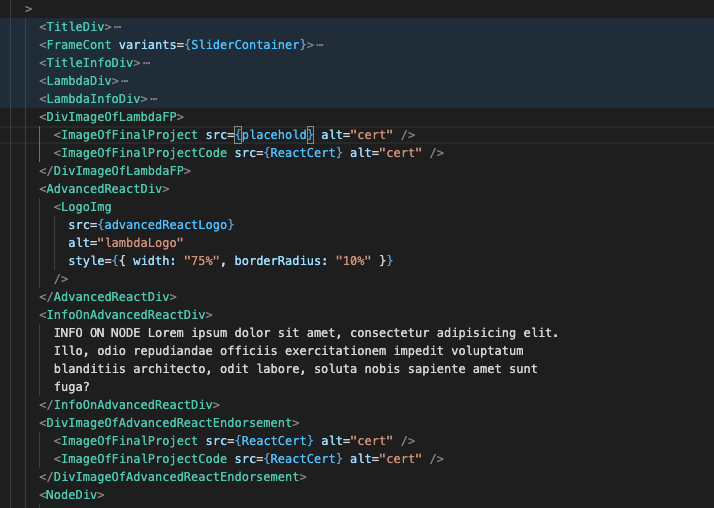 >
<TitleDiv>⋯
<FrameCont variants={SliderContainer}>⋯
<TitleInfoDiv>⋯
<LambdaDiv>⋯
<LambdaInfoDiv>⋯
<DivImageOfLambdaFP>
<ImageOfFinalProject src={placehold} alt="cert" />
<ImageOfFinalProjectCode src={ReactCert} alt="cert" />
</DivImageOfLambdaFP>
<AdvancedReactDiv>
<LogoImg
src={advancedReactLogo}
alt="lambdaLogo"
style={{ width: "75%", borderRadius: "10%" }}
/>
</AdvancedReactDiv>
<InfoOnAdvancedReactDiv>
INFO ON NODE Lorem ipsum dolor sit amet, consectetur adipisicing elit.
Illo, odio repudiandae officiis exercitationem impedit voluptatum
blanditiis architecto, odit labore, soluta nobis sapiente amet sunt
fuga?
</InfoOnAdvancedReactDiv>
<DivImageOfAdvancedReactEndorsement>
<ImageOfFinalProject src={ReactCert} alt="cert" />
<ImageOfFinalProjectCode src={ReactCert} alt="cert" />
</DivImageOfAdvancedReactEndorsement>
<NodeDiv>